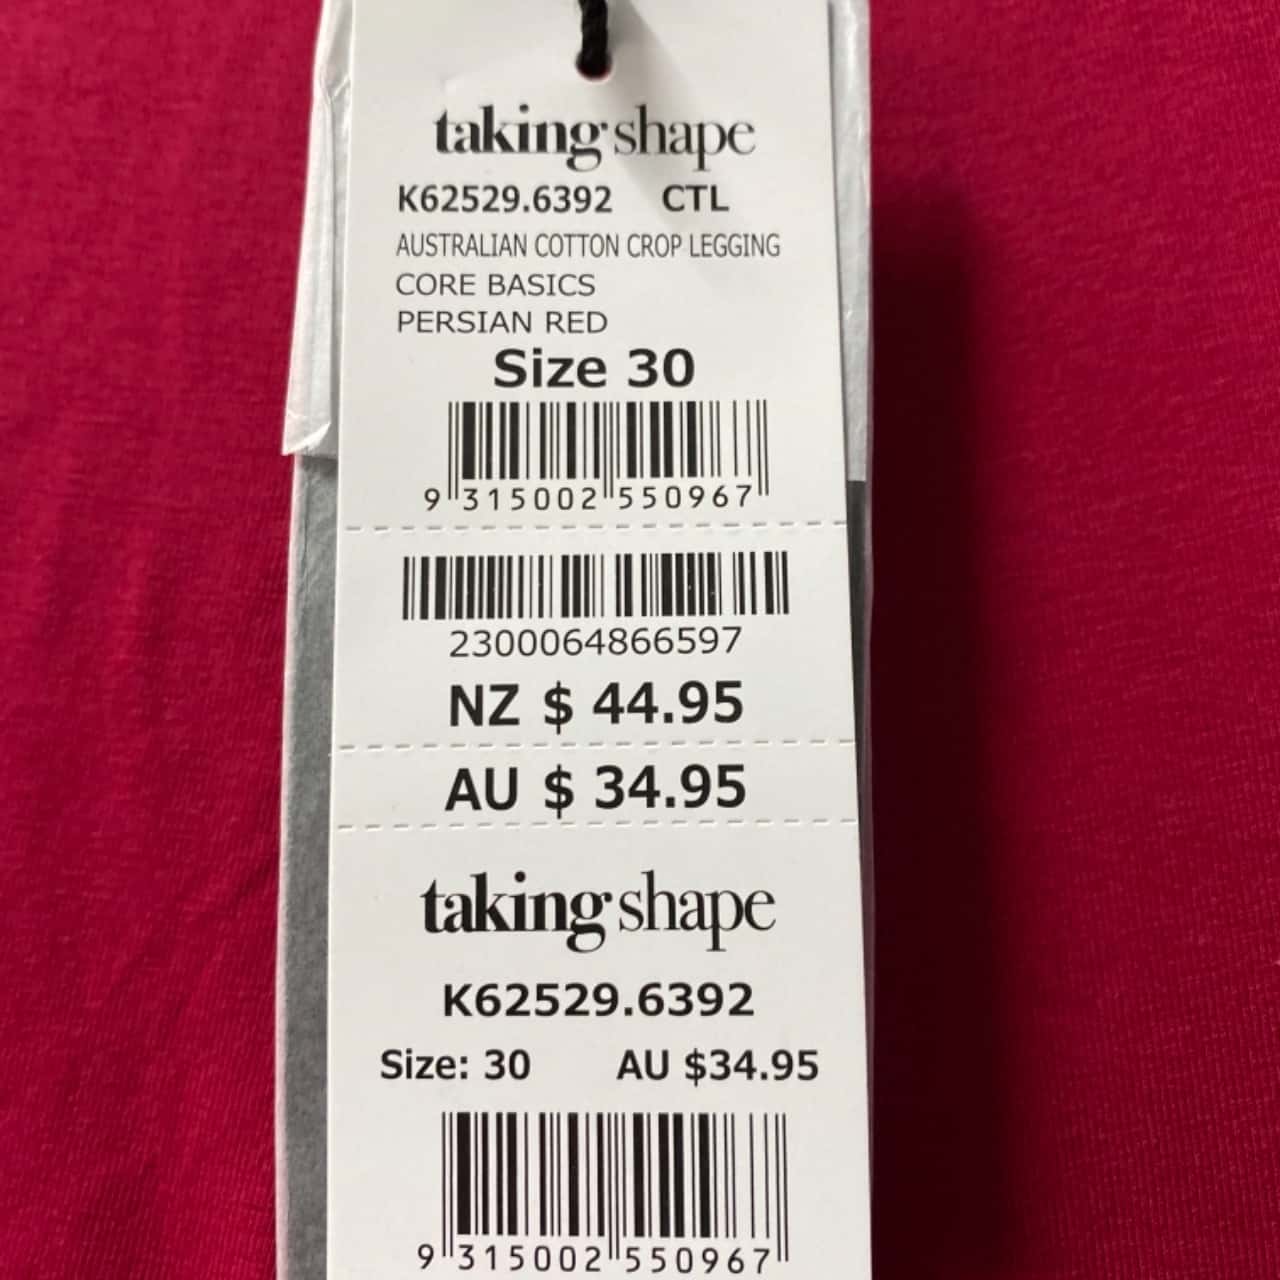 taking shape
K62529.6392 CTL
AUSTRALIAN COTTON CROP LEGGING
CORE BASICS
PERSIAN RED
Size 30
9 315002 550967
2300064866597
NZ $ 44.95
AU $ 34.95
taking shape
K62529.6392
Size: 30 AU $34.95
9 315002 550967